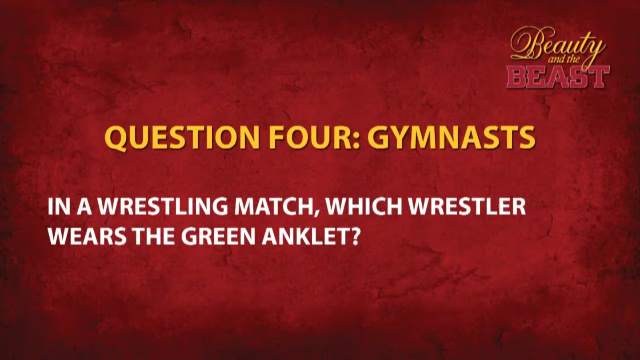 Beauty
and the
BEAST
QUESTION FOUR: GYMNASTS
IN A WRESTLING MATCH, WHICH WRESTLER
WEARS THE GREEN ANKLET?